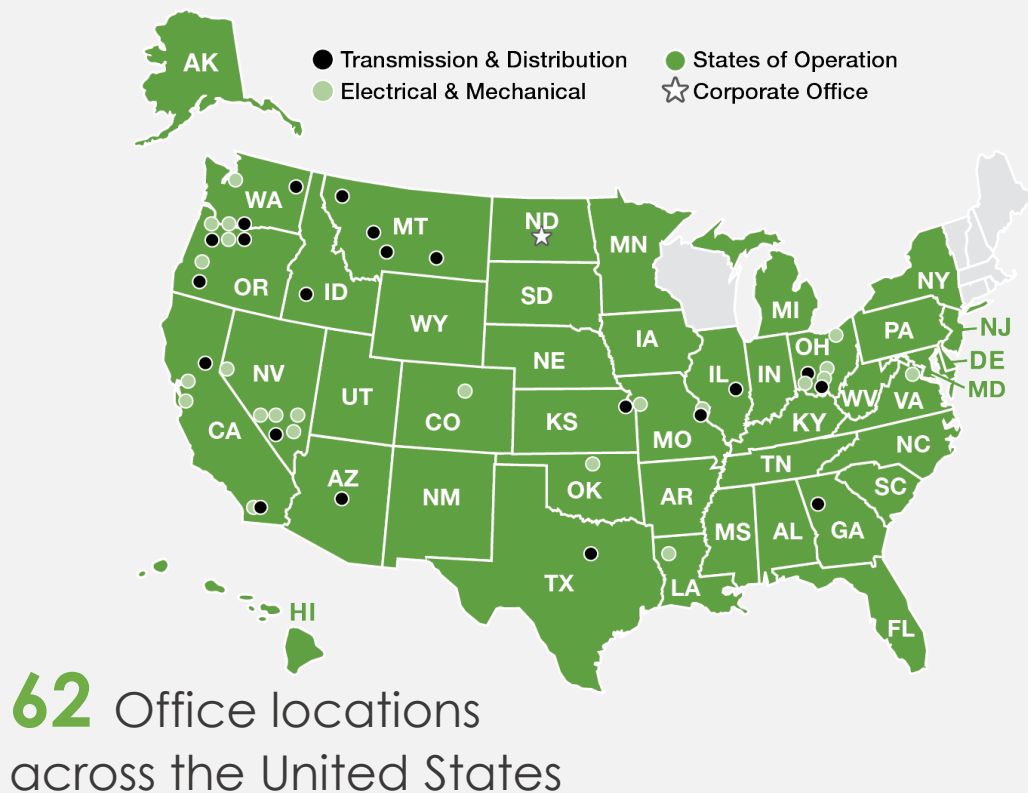 AK
Transmission & Distribution
States of Operation
Electrical & Mechanical
Corporate Office
WA
MT
ND
MN
OR
ID
SD
WY
MI
NY
NJ
PA
IA
OH
DE
NE
NV
IL
IN
MD
UT
WV
VA
CO
KS
KY
CA
MO
NC
TN
AZ
OK
SC
NM
AR
MS
AL
GA
TX
LA
HI
FL
62 Office locations
across the United States